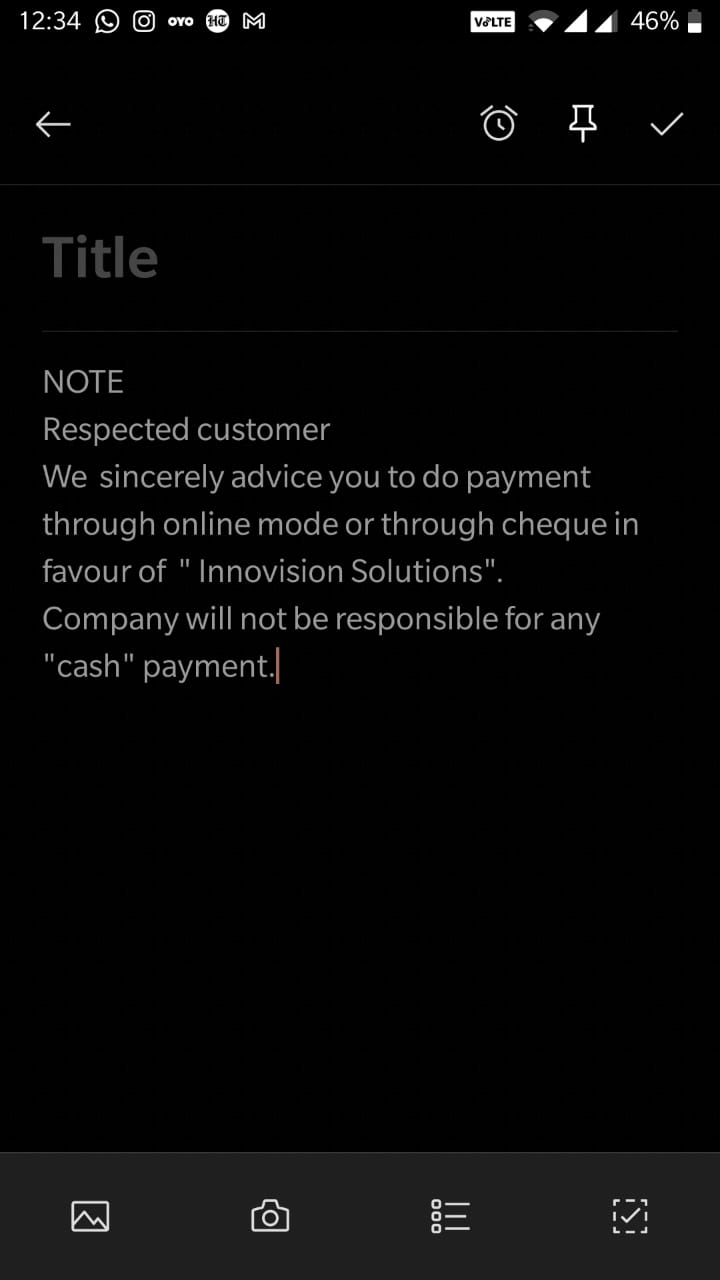 12:34 OYO HT VoLTE 46%
Title
NOTE
Respected customer
We sincerely advice you to do payment
through online mode or through cheque in
favour of " Innovision Solutions".
Company will not be responsible for any
"cash" payment.